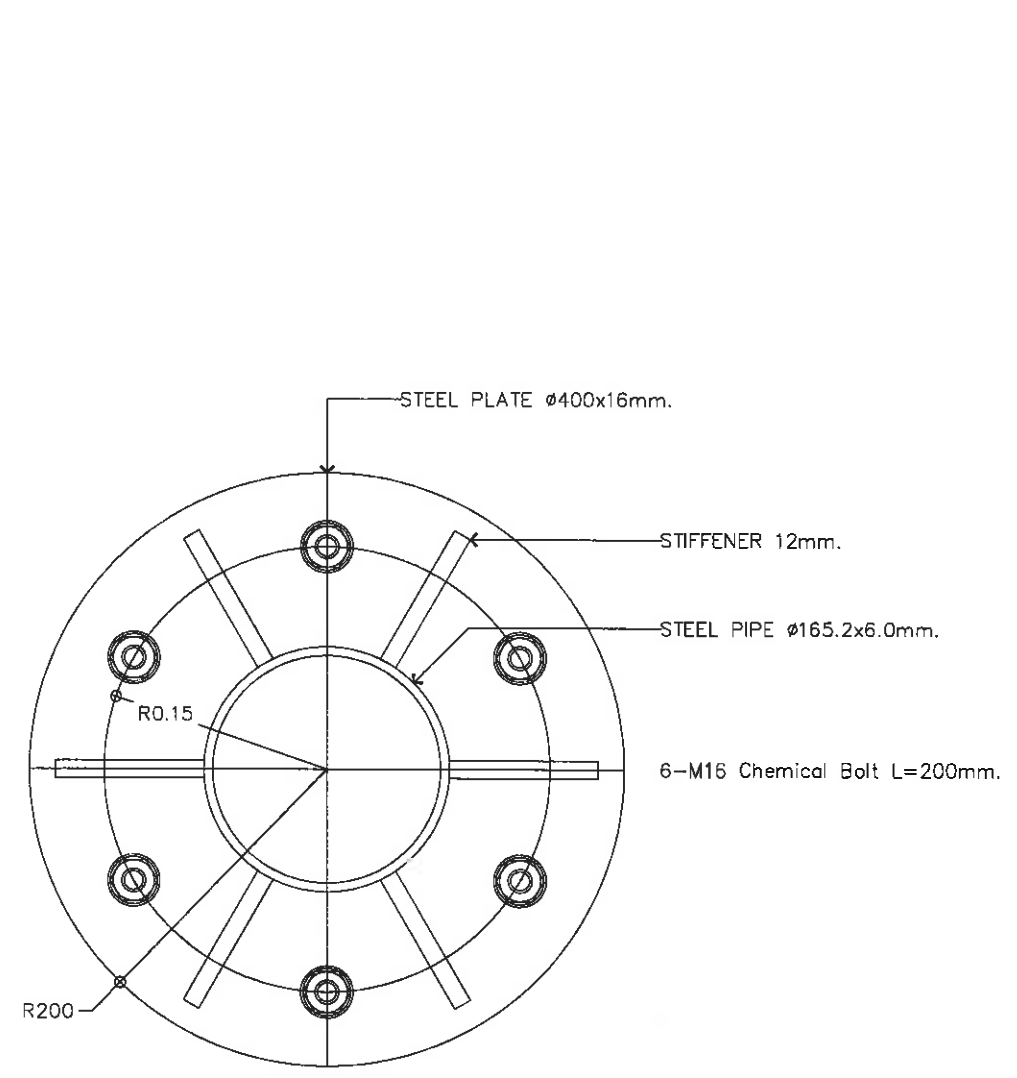 STEEL PLATE ø400x16mm.
STIFFENER 12mm.
STEEL PIPE ø165.2x6.0mm.
R0.15
6-M16 Chemical Bolt L=200mm.
R200